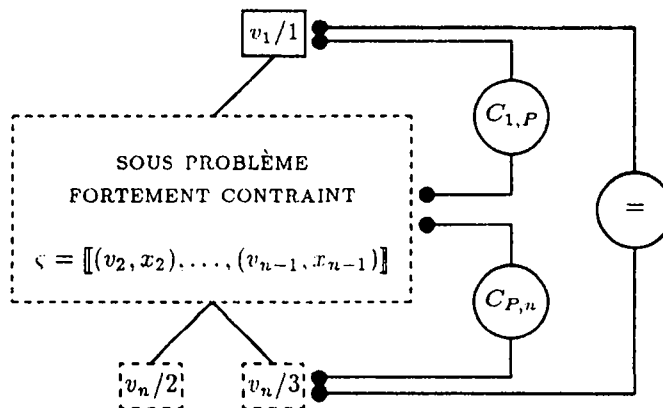 v₁/1
C₁,P
SOUS PROBLÈME
FORTEMENT CONTRAINT
=
ς = ⟦(v₂, x₂), . . . , (vₙ₋₁, xₙ₋₁)⟧
C_P,n
vₙ/2 vₙ/3